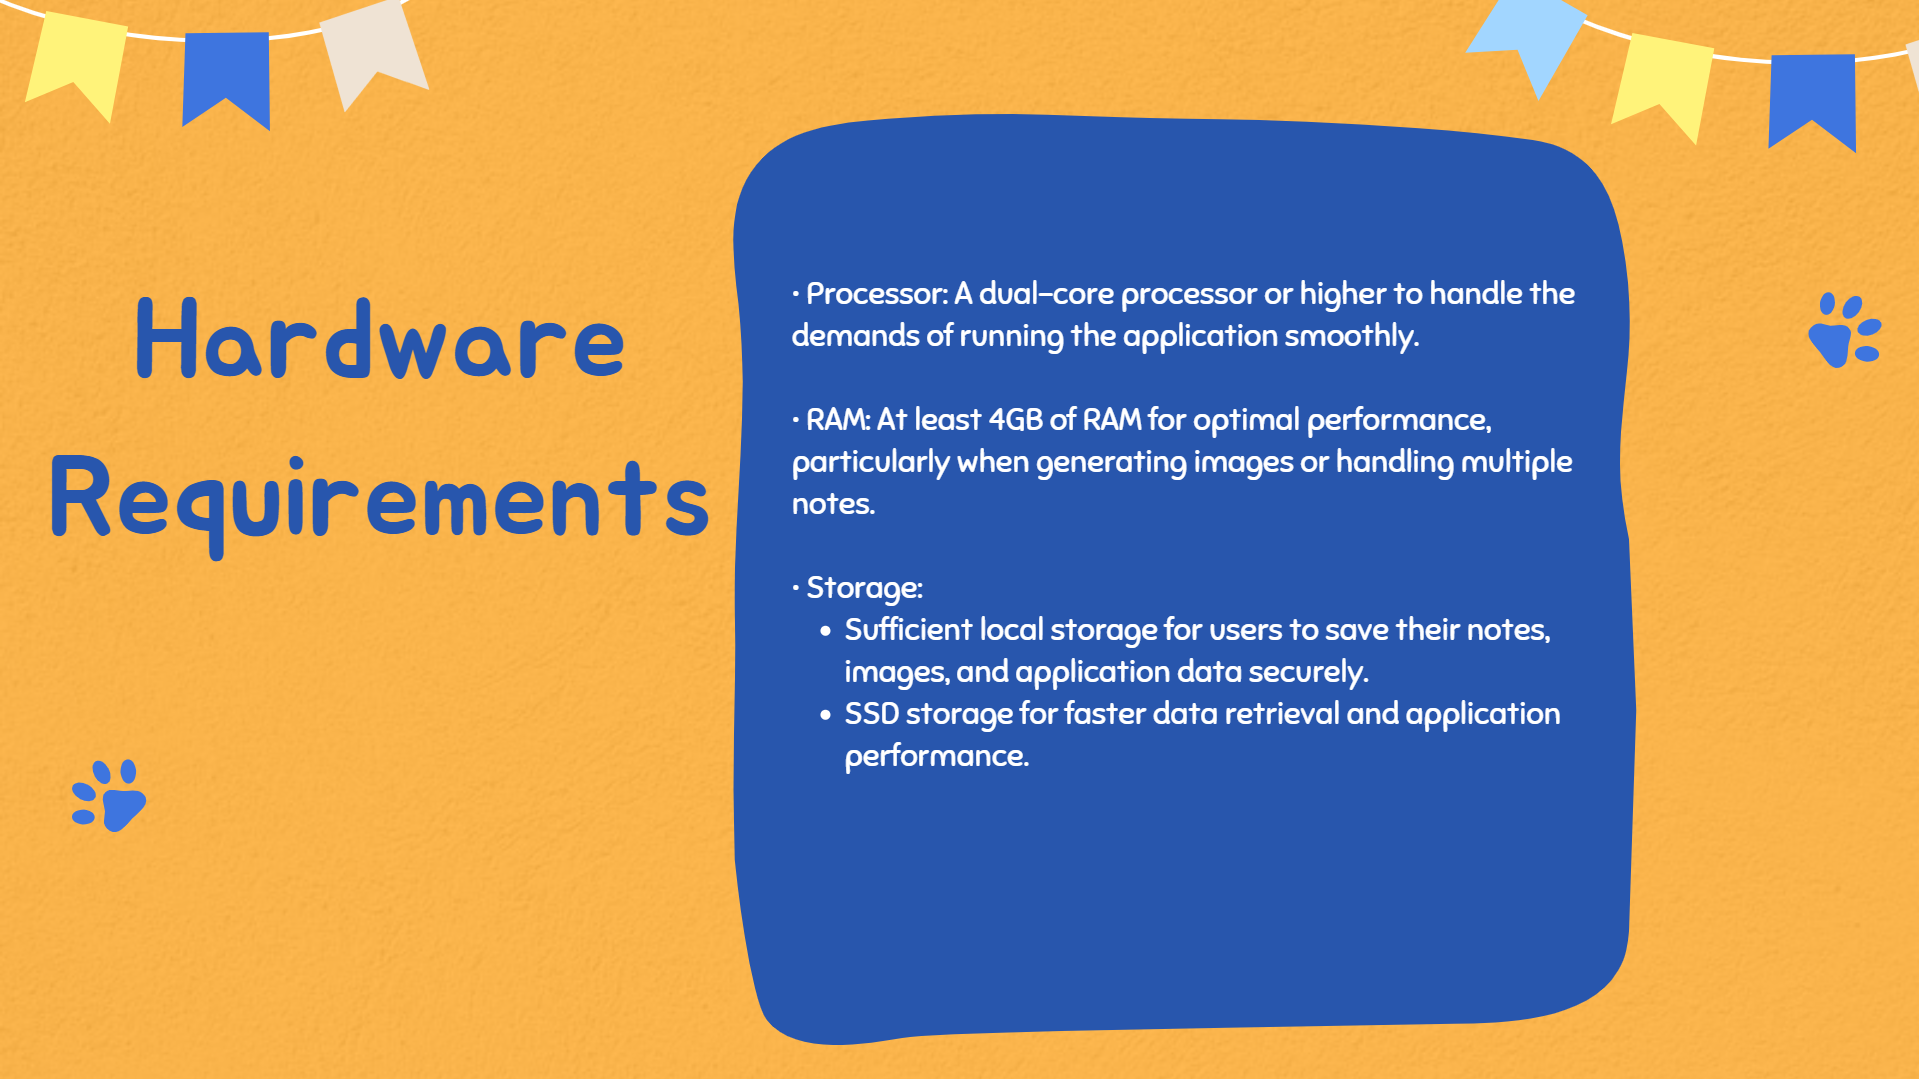 Hardware
Requirements
• Processor: A dual-core processor or higher to handle the
demands of running the application smoothly.
• RAM: At least 4GB of RAM for optimal performance,
particularly when generating images or handling multiple
notes.
• Storage:
• Sufficient local storage for users to save their notes,
images, and application data securely.
• SSD storage for faster data retrieval and application
performance.